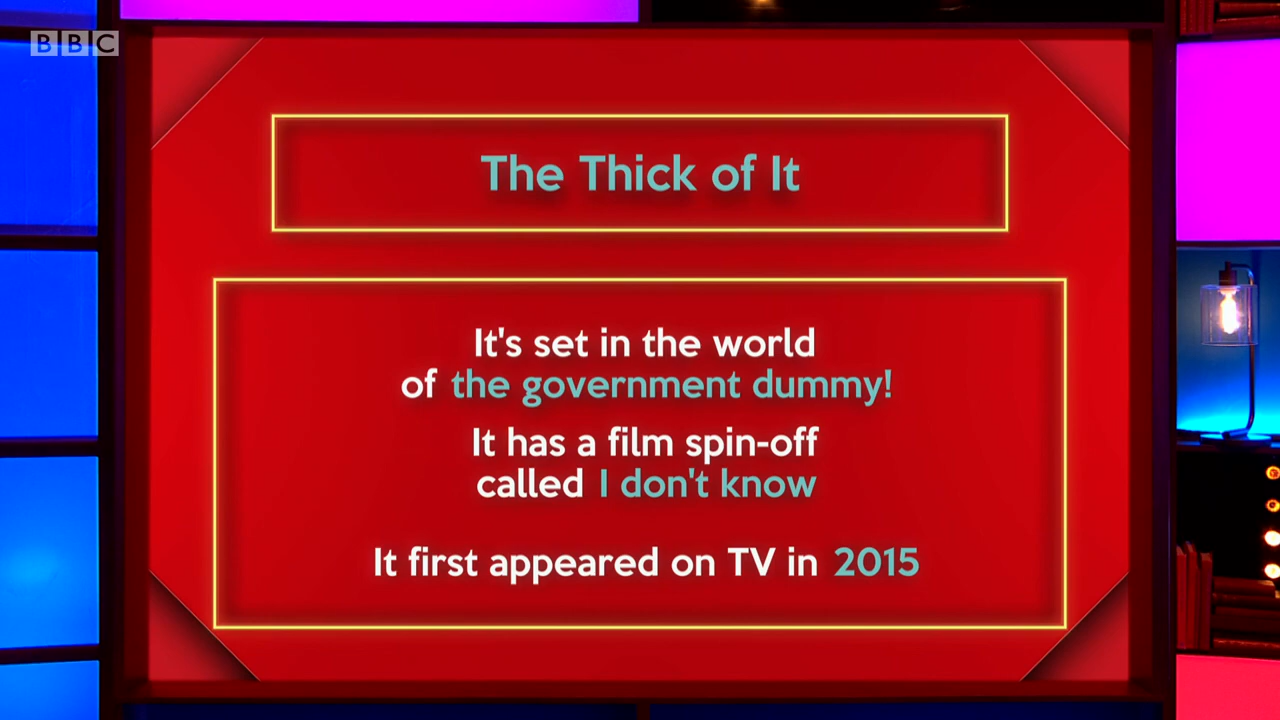 BBC
The Thick of It
It's set in the world
of the government dummy!
It has a film spin-off
called I don't know
It first appeared on TV in 2015